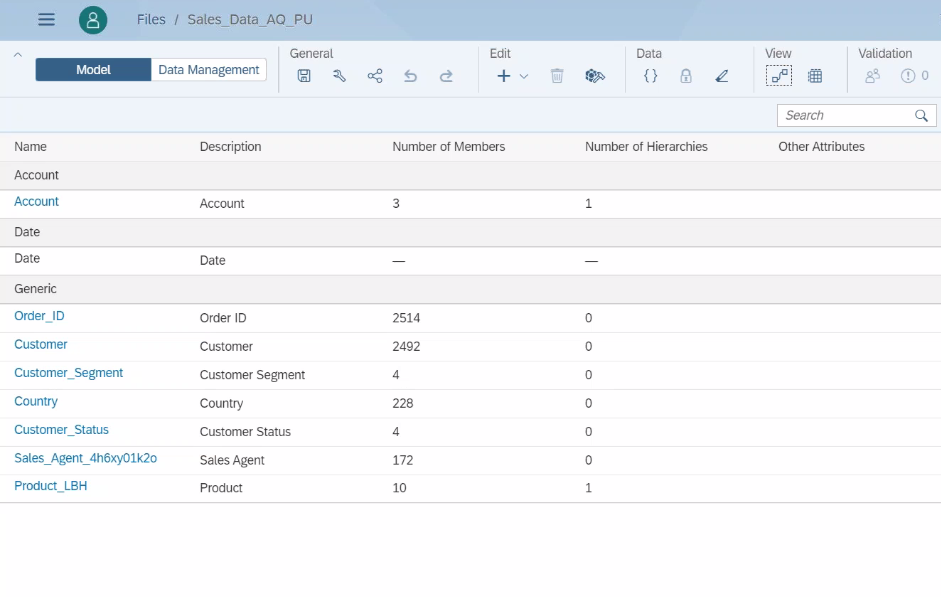 Files / Sales_Data_AQ_PU
General Edit Data View Validation
Model Data Management
0
Search
Name Description Number of Members Number of Hierarchies Other Attributes
Account
Account Account 3 1
Date
Date Date — —
Generic
Order_ID Order ID 2514 0
Customer Customer 2492 0
Customer_Segment Customer Segment 4 0
Country Country 228 0
Customer_Status Customer Status 4 0
Sales_Agent_4h6xy01k2o Sales Agent 172 0
Product_LBH Product 10 1